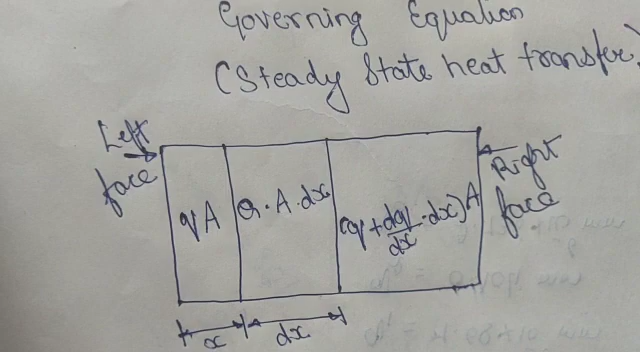 Governing Equation
(Steady State heat transfer)
Left
face
Right
face
qA
Q·A·dx
(q + dq/dx · dx)A
x
dx